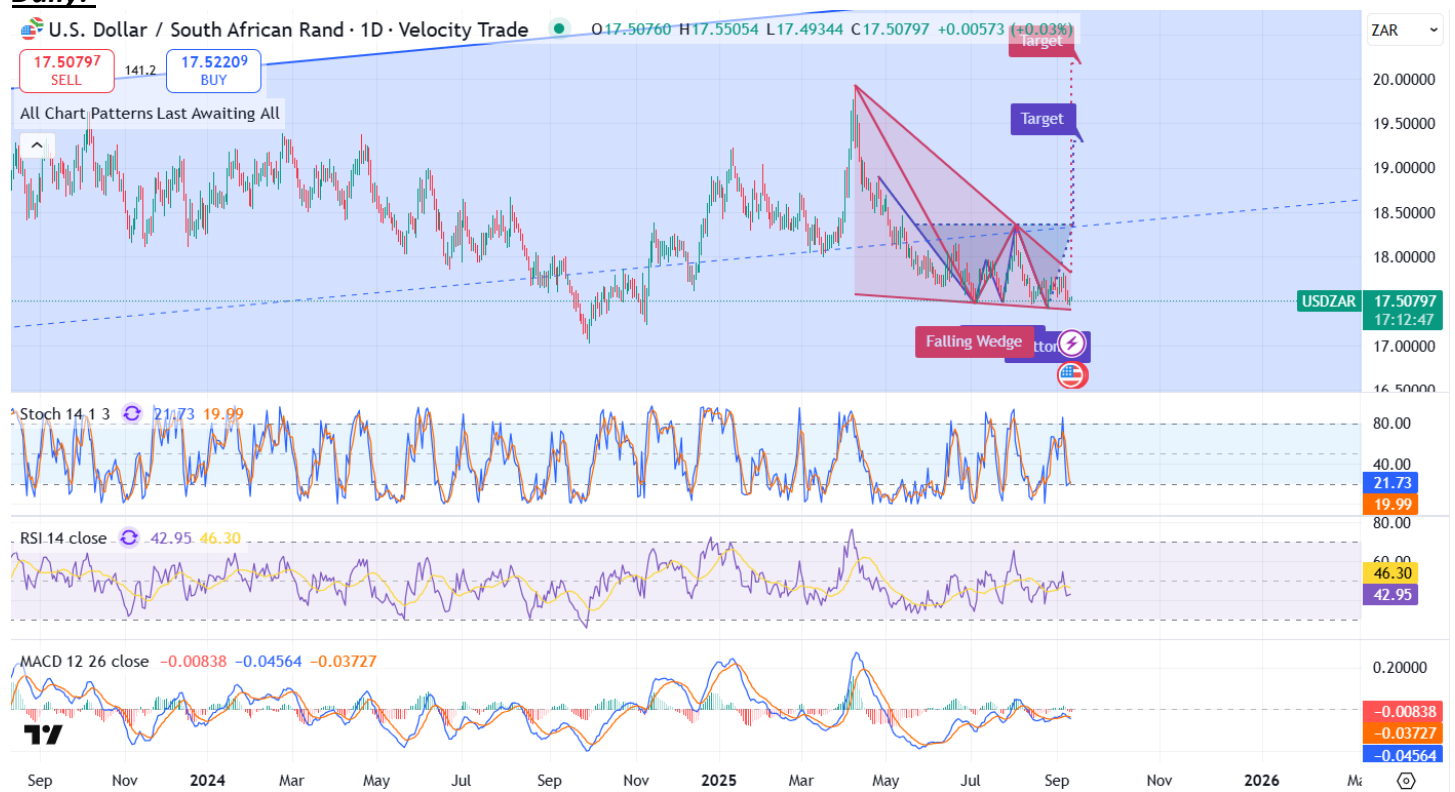 Daily:
U.S. Dollar / South African Rand · 1D · Velocity Trade O17.50760 H17.55054 L17.49344 C17.50797 +0.00573 (+0.03%)
ZAR
17.50797 SELL
141.2
17.52209 BUY
All Chart Patterns Last Awaiting All
Target
Target
20.00000
19.50000
19.00000
18.50000
18.00000
USDZAR 17.50797
17:12:47
17.00000
16.50000
Falling Wedge
Stoch 14 1 3 21.73 19.99
80.00
40.00
21.73
19.99
RSI 14 close 42.95 46.30
80.00
60.00
46.30
42.95
MACD 12 26 close −0.00838 −0.04564 −0.03727
0.20000
−0.00838
−0.03727
−0.04564
Sep Nov 2024 Mar May Jul Sep Nov 2025 Mar May Jul Sep Nov 2026